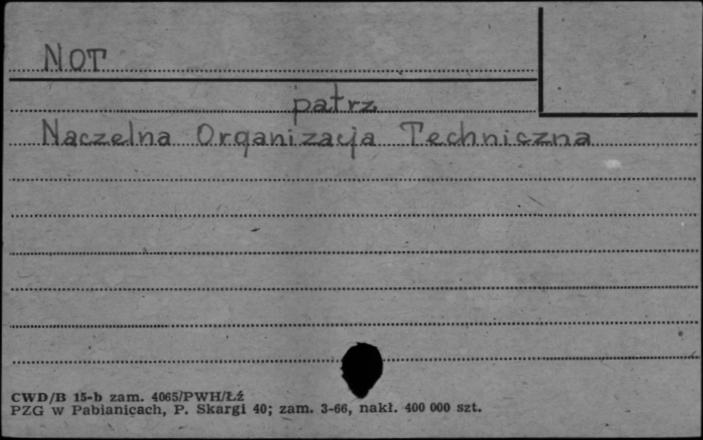 NOT
patrz
Naczelna Organizacja Techniczna
CWD/B 15-b zam. 4065/PWH/Łź
PZG w Pabianicach, P. Skargi 40; zam. 3-66, nakł. 400 000 szt.